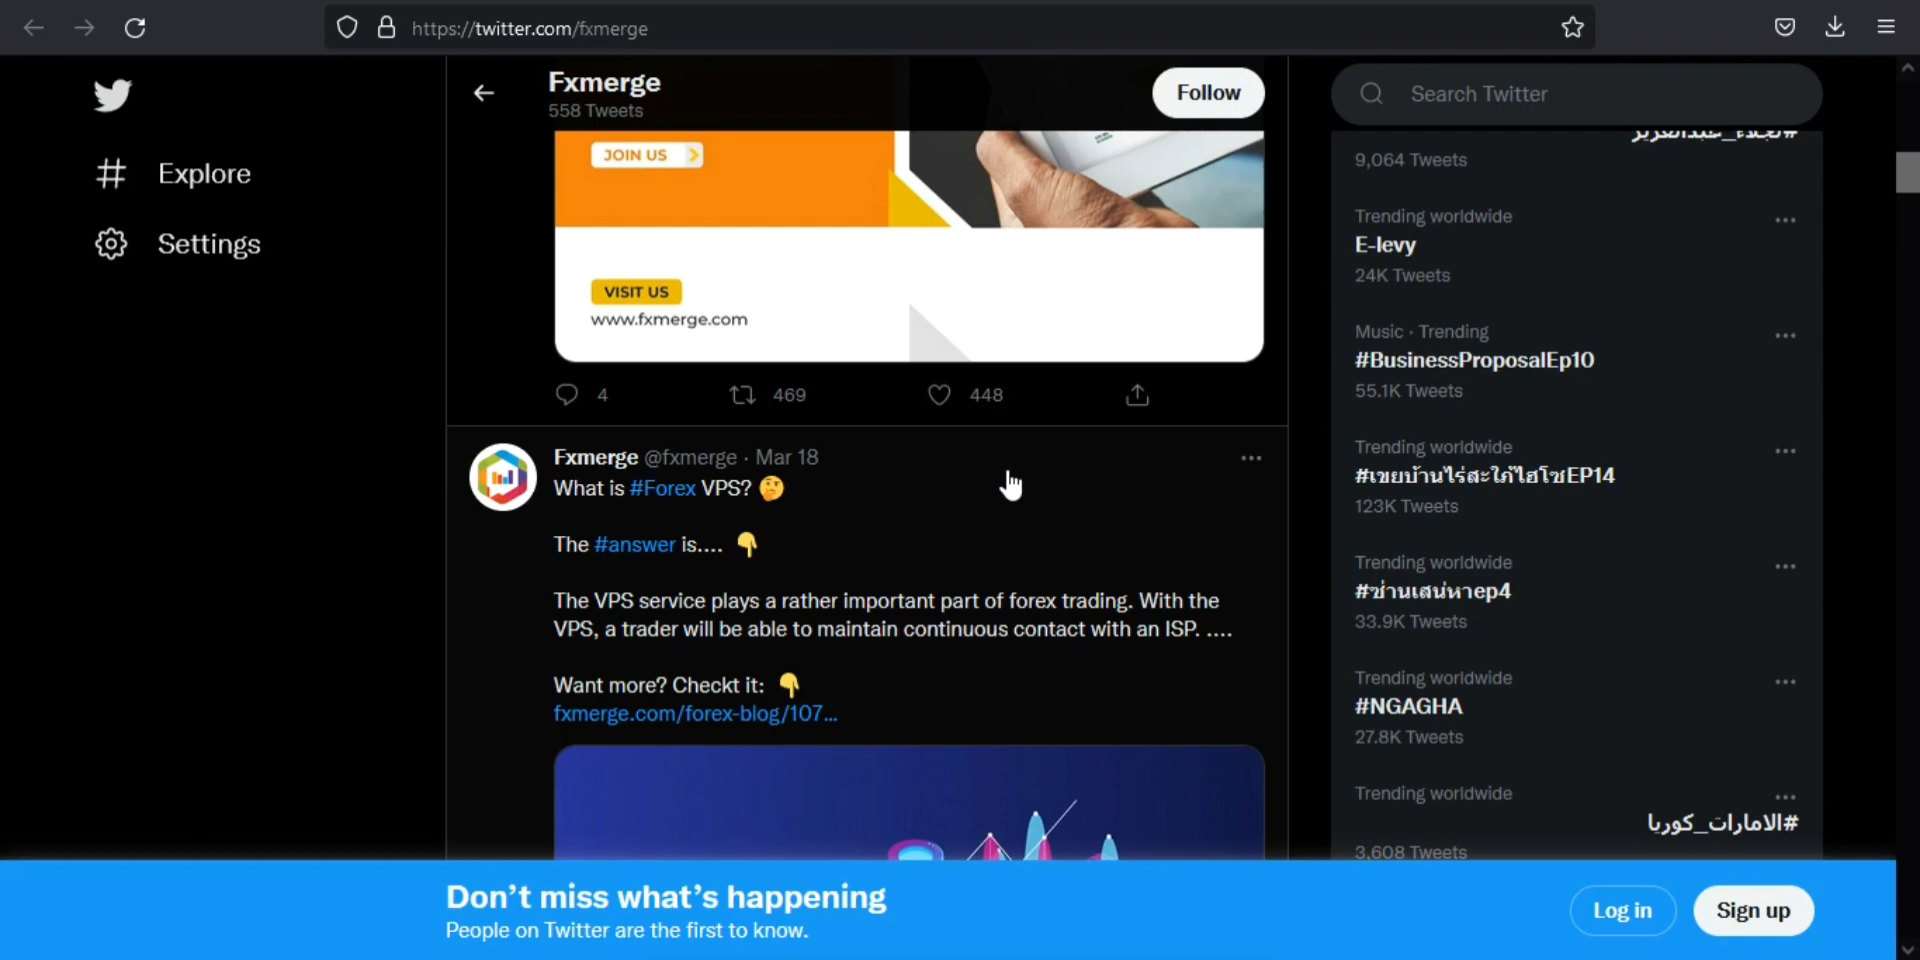 https://twitter.com/fxmerge
Explore
Settings
Fxmerge
558 Tweets
Follow
JOIN US
VISIT US
www.fxmerge.com
4
469
448
Fxmerge @fxmerge · Mar 18
What is #Forex VPS? 🤔
The #answer is.... 👇
The VPS service plays a rather important part of forex trading. With the
VPS, a trader will be able to maintain continuous contact with an ISP. ....
Want more? Checkt it: 👇
fxmerge.com/forex-blog/107...
Search Twitter
9,064 Tweets
Trending worldwide
E-levy
24K Tweets
Music · Trending
#BusinessProposalEp10
55.1K Tweets
Trending worldwide
#เขยบ้านไร่สะใภ้ไฮโซEP14
123K Tweets
Trending worldwide
#ซ่านเสน่หาep4
33.9K Tweets
Trending worldwide
#NGAGHA
27.8K Tweets
Trending worldwide
#الامارات_كوريا
3,608 Tweets
Don't miss what's happening
People on Twitter are the first to know.
Log in
Sign up